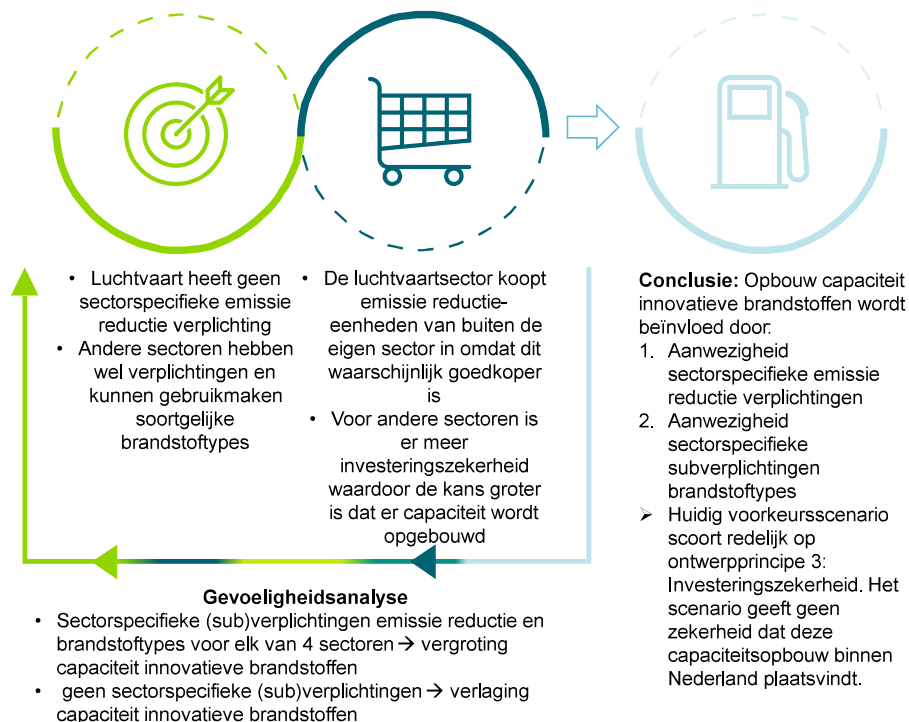 • Luchtvaart heeft geen
sectorspecifieke emissie
reductie verplichting
• Andere sectoren hebben
wel verplichtingen en
kunnen gebruikmaken
soortgelijke
brandstoftypes
• De luchtvaartsector koopt
emissie reductie-
eenheden van buiten de
eigen sector in omdat dit
waarschijnlijk goedkoper
is
• Voor andere sectoren is
er meer
investeringszekerheid
waardoor de kans groter
is dat er capaciteit wordt
opgebouwd
Conclusie: Opbouw capaciteit
innovatieve brandstoffen wordt
beïnvloed door:
1. Aanwezigheid
sectorspecifieke emissie
reductie verplichtingen
2. Aanwezigheid
sectorspecifieke
subverplichtingen
brandstoftypes
➢ Huidig voorkeursscenario
scoort redelijk op
ontwerpprincipe 3:
Investeringszekerheid. Het
scenario geeft geen
zekerheid dat deze
capaciteitsopbouw binnen
Nederland plaatsvindt.
Gevoeligheidsanalyse
• Sectorspecifieke (sub)verplichtingen emissie reductie en
brandstoftypes voor elk van 4 sectoren → vergroting
capaciteit innovatieve brandstoffen
• geen sectorspecifieke (sub)verplichtingen → verlaging
capaciteit innovatieve brandstoffen